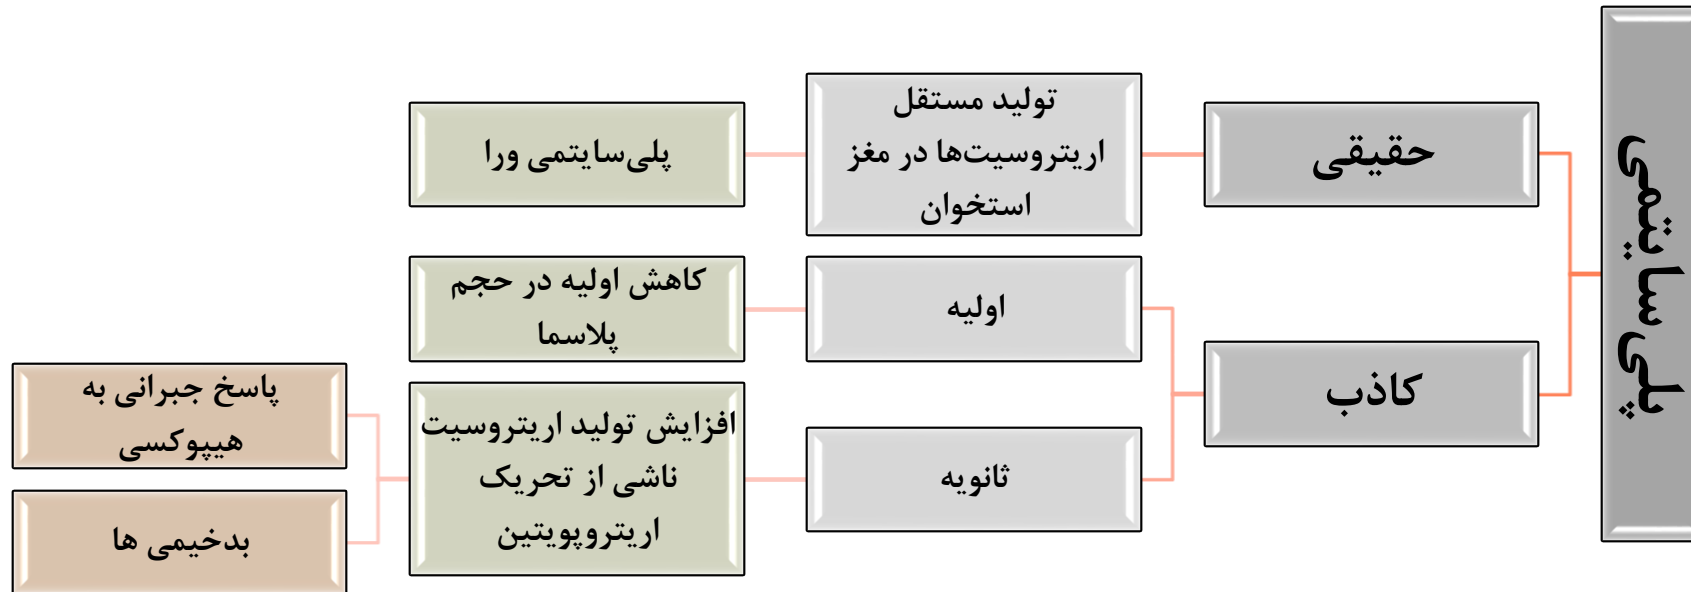 پلی‌سایتمی
حقیقی
تولید مستقل
اریتروسیت‌ها در مغز
استخوان
پلی‌سایتمی ورا
کاذب
اولیه
کاهش اولیه در حجم
پلاسما
ثانویه
افزایش تولید اریتروسیت
ناشی از تحریک
اریتروپویتین
پاسخ جبرانی به
هیپوکسی
بدخیمی ها